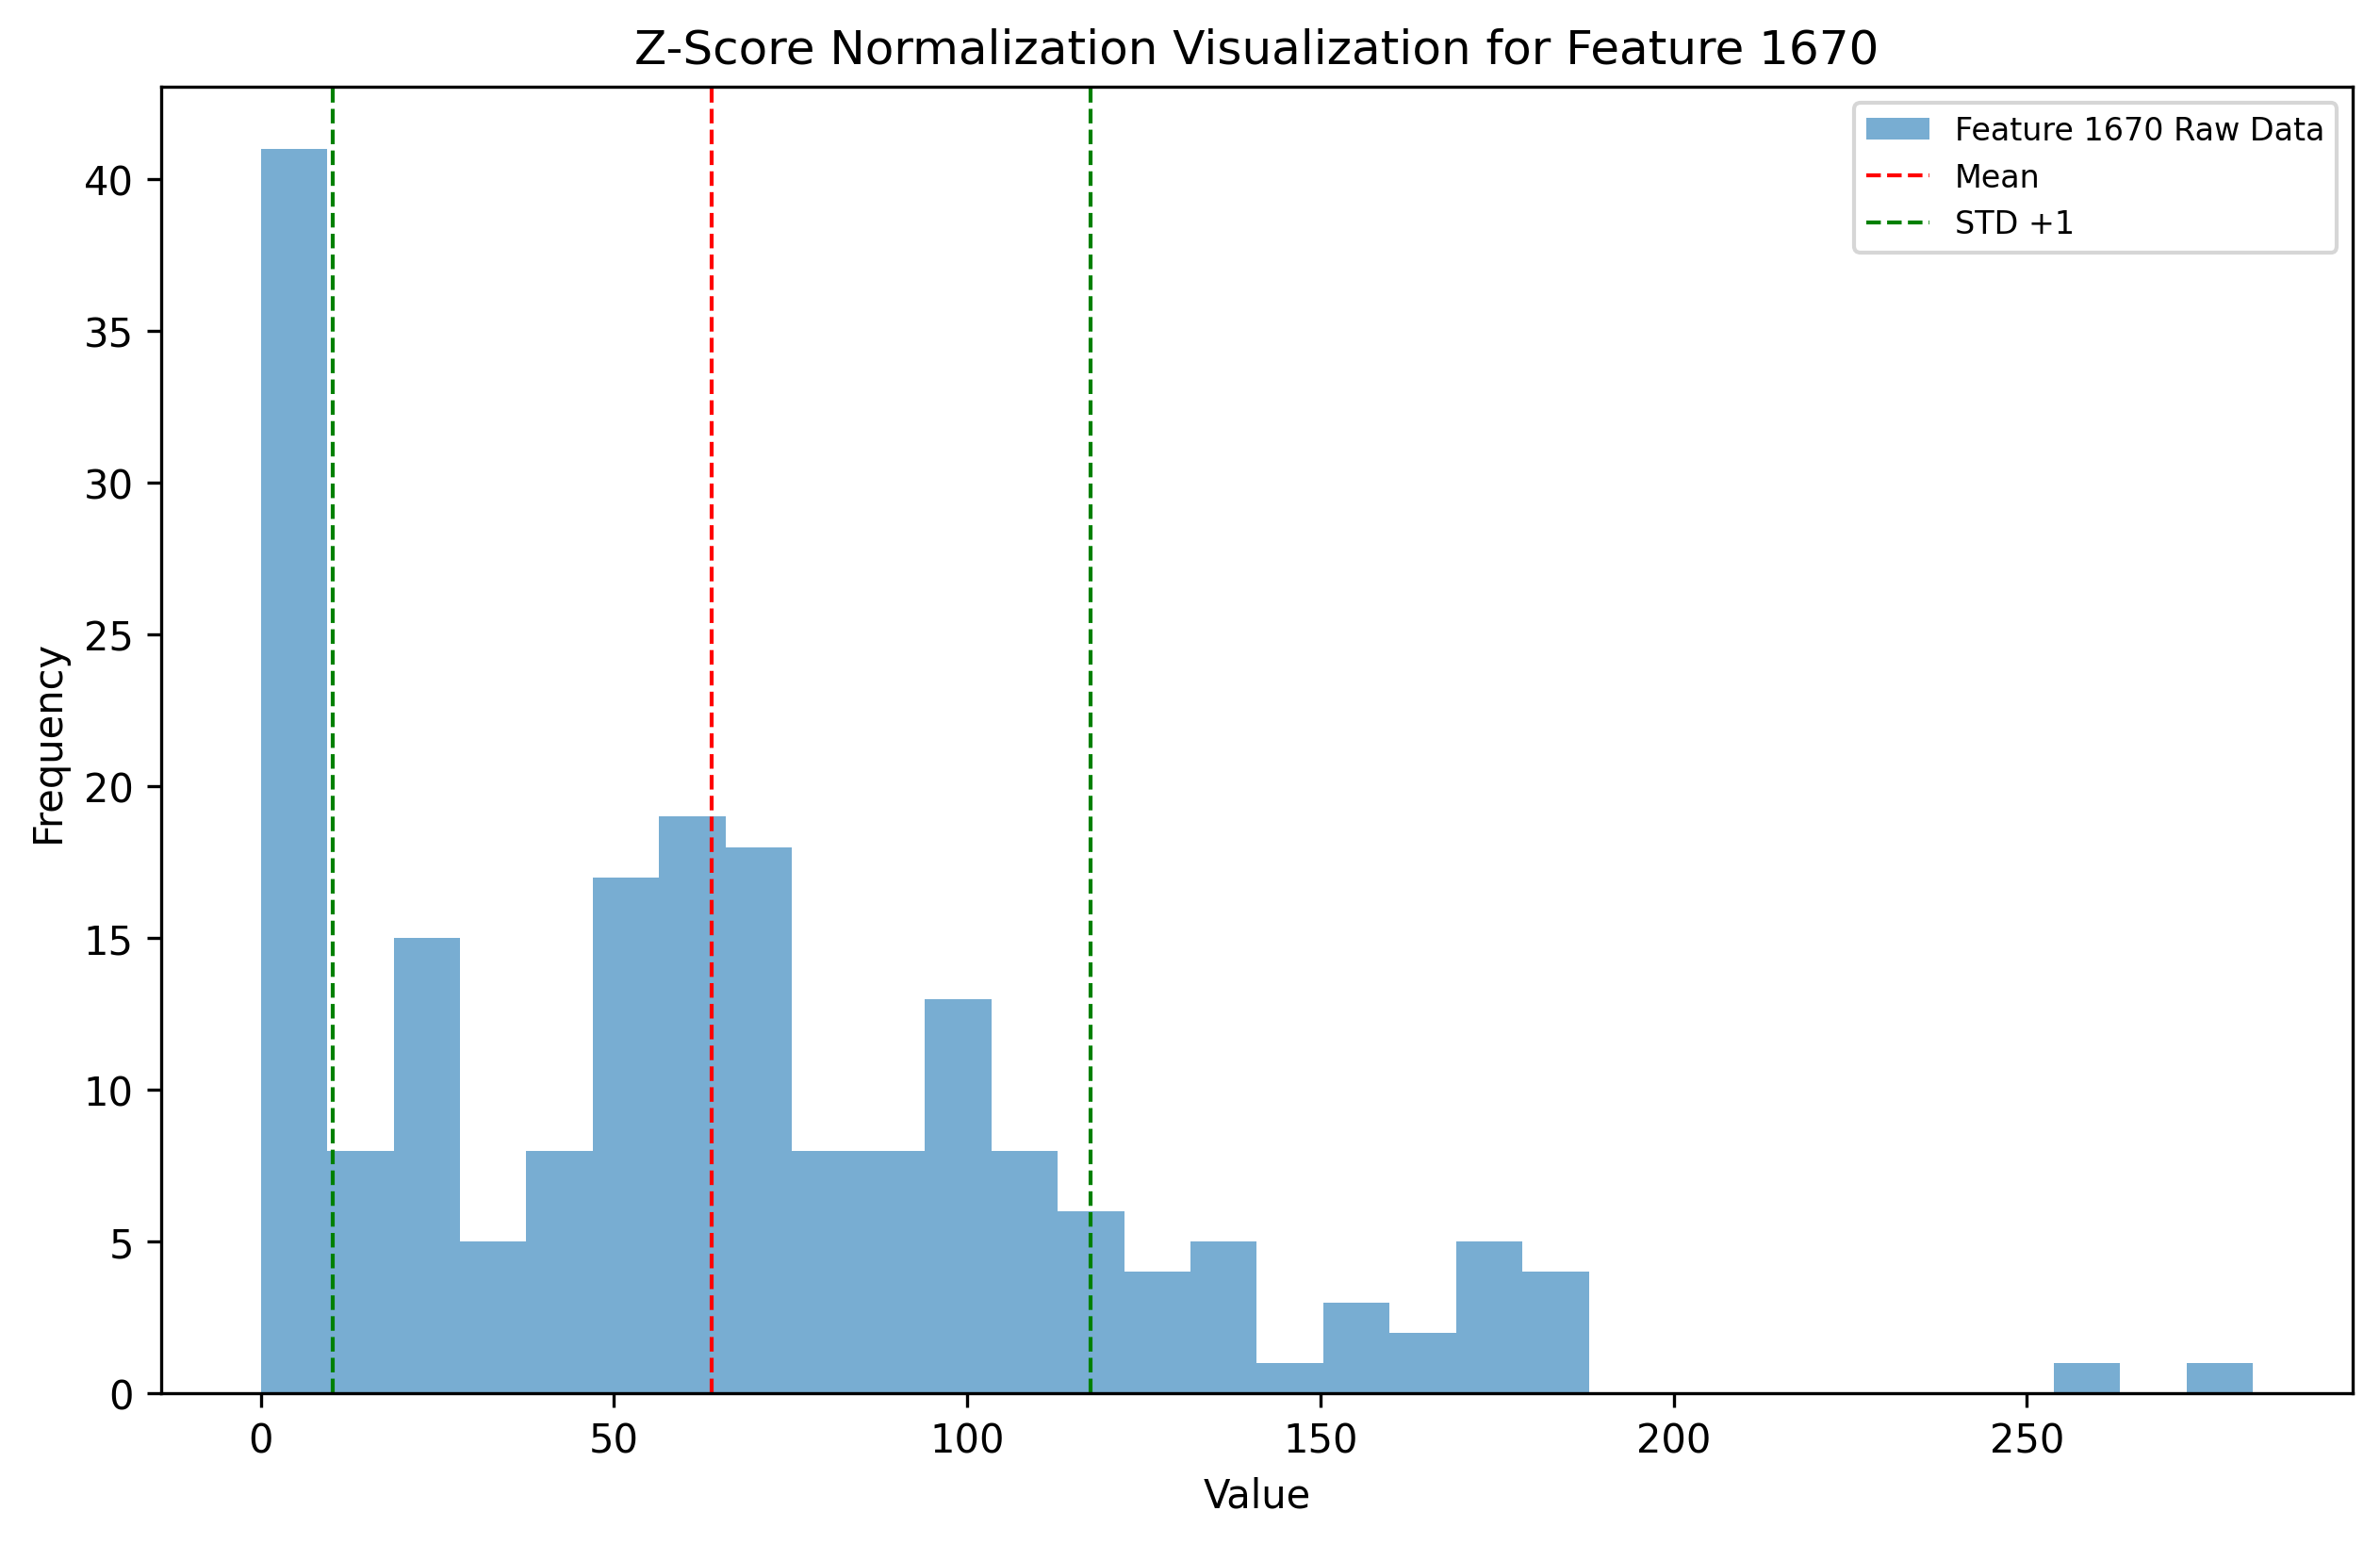 Z-Score Normalization Visualization for Feature 1670
Feature 1670 Raw Data
Mean
STD +1
Frequency
40
35
30
25
20
15
10
5
0
0 50 100 150 200 250
Value